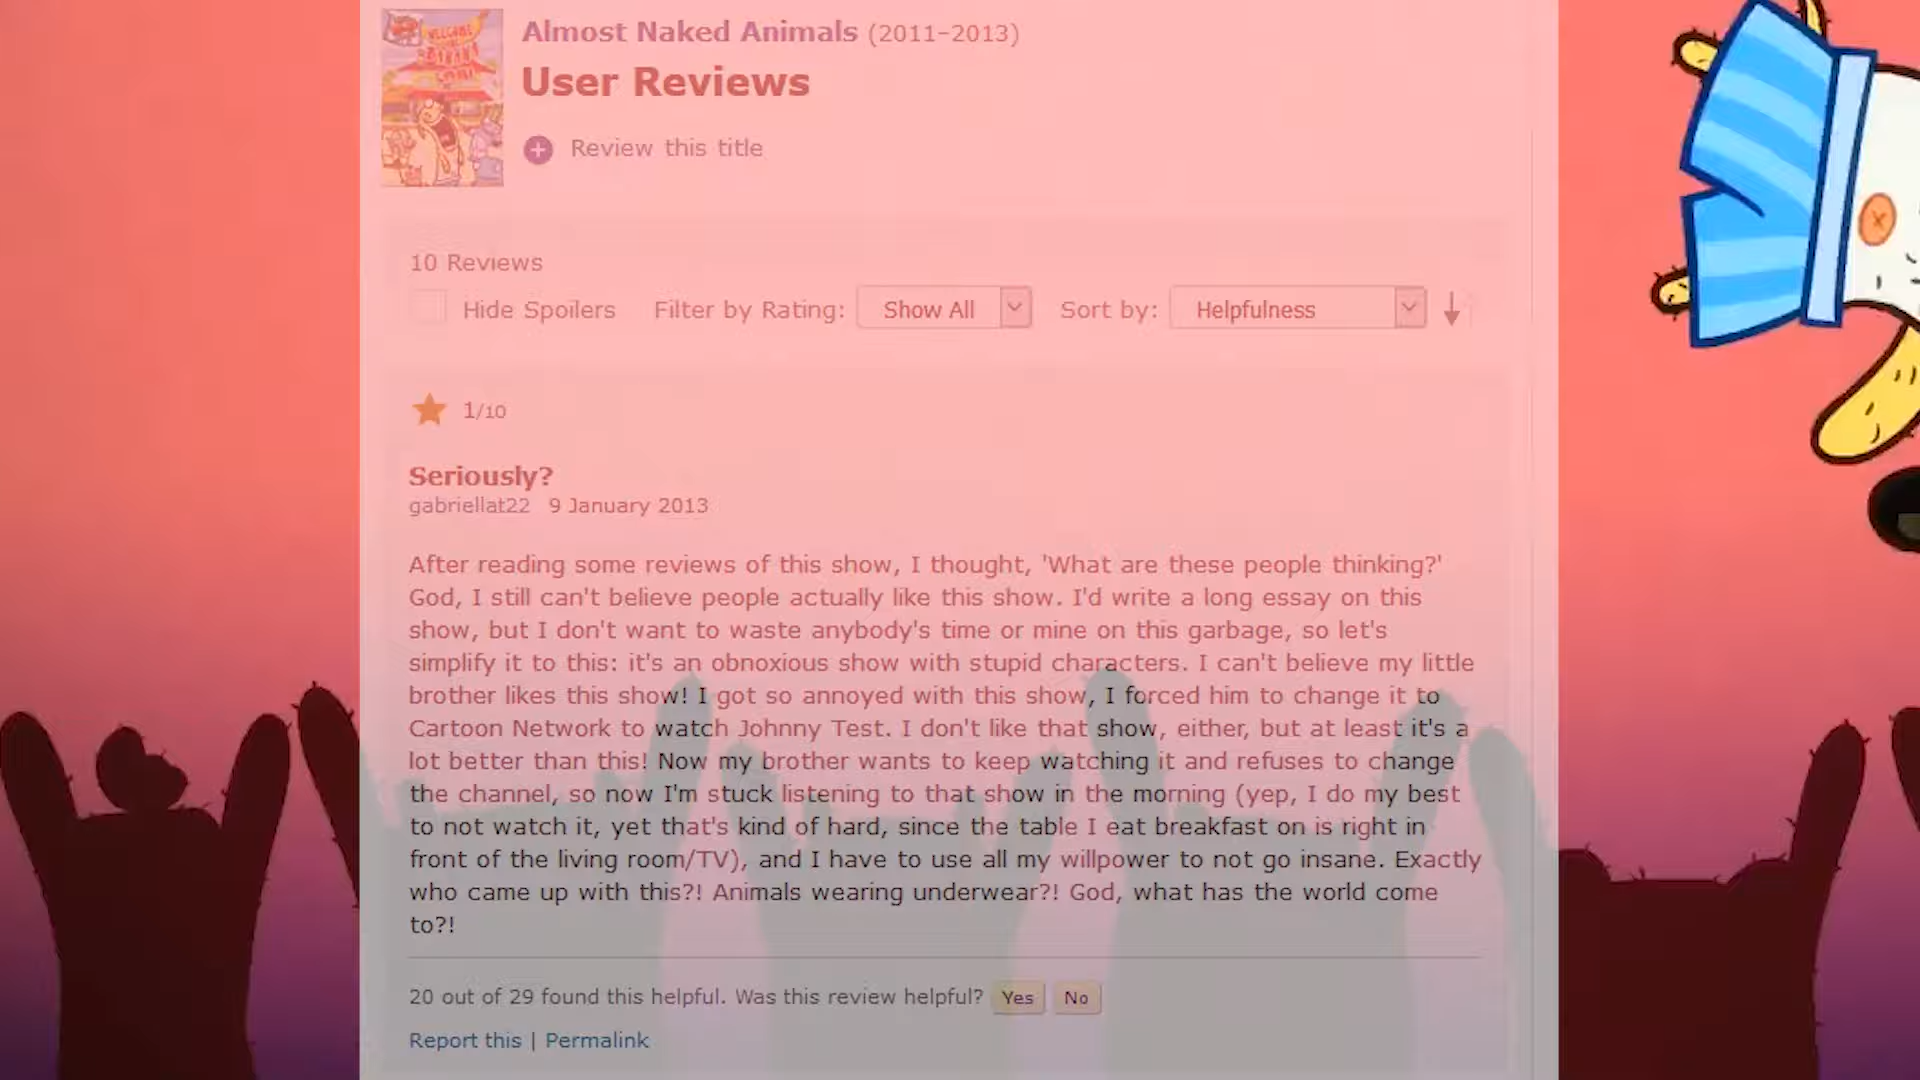 Almost Naked Animals (2011–2013)
User Reviews
Review this title
10 Reviews
Hide Spoilers Filter by Rating: Show All Sort by: Helpfulness
1/10
Seriously?
gabriellat22 9 January 2013
After reading some reviews of this show, I thought, 'What are these people thinking?'
God, I still can't believe people actually like this show. I'd write a long essay on this
show, but I don't want to waste anybody's time or mine on this garbage, so let's
simplify it to this: it's an obnoxious show with stupid characters. I can't believe my little
brother likes this show! I got so annoyed with this show, I forced him to change it to
Cartoon Network to watch Johnny Test. I don't like that show, either, but at least it's a
lot better than this! Now my brother wants to keep watching it and refuses to change
the channel, so now I'm stuck listening to that show in the morning (yep, I do my best
to not watch it, yet that's kind of hard, since the table I eat breakfast on is right in
front of the living room/TV), and I have to use all my willpower to not go insane. Exactly
who came up with this?! Animals wearing underwear?! God, what has the world come
to?!
20 out of 29 found this helpful. Was this review helpful? Yes No
Report this | Permalink